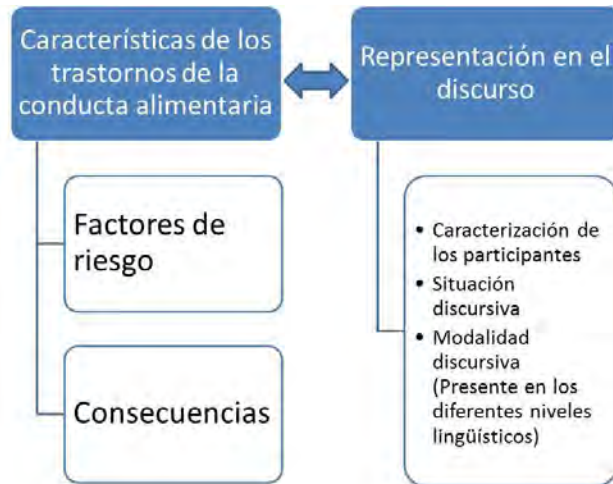 Características de los
trastornos de la
conducta alimentaria
Factores de
riesgo
Consecuencias
Representación en el
discurso
• Caracterización de
los participantes
• Situación
discursiva
• Modalidad
discursiva
(Presente en los
diferentes niveles
lingüísticos)